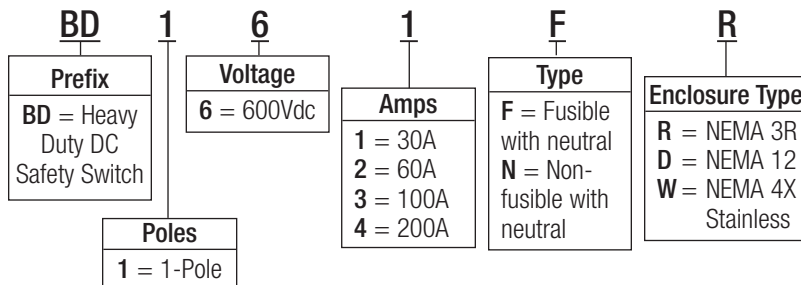 BD 1 6 1 F R
Prefix
BD = Heavy
Duty DC
Safety Switch
Poles
1 = 1-Pole
Voltage
6 = 600Vdc
Amps
1 = 30A
2 = 60A
3 = 100A
4 = 200A
Type
F = Fusible
with neutral
N = Non-
fusible with
neutral
Enclosure Type
R = NEMA 3R
D = NEMA 12
W = NEMA 4X
Stainless